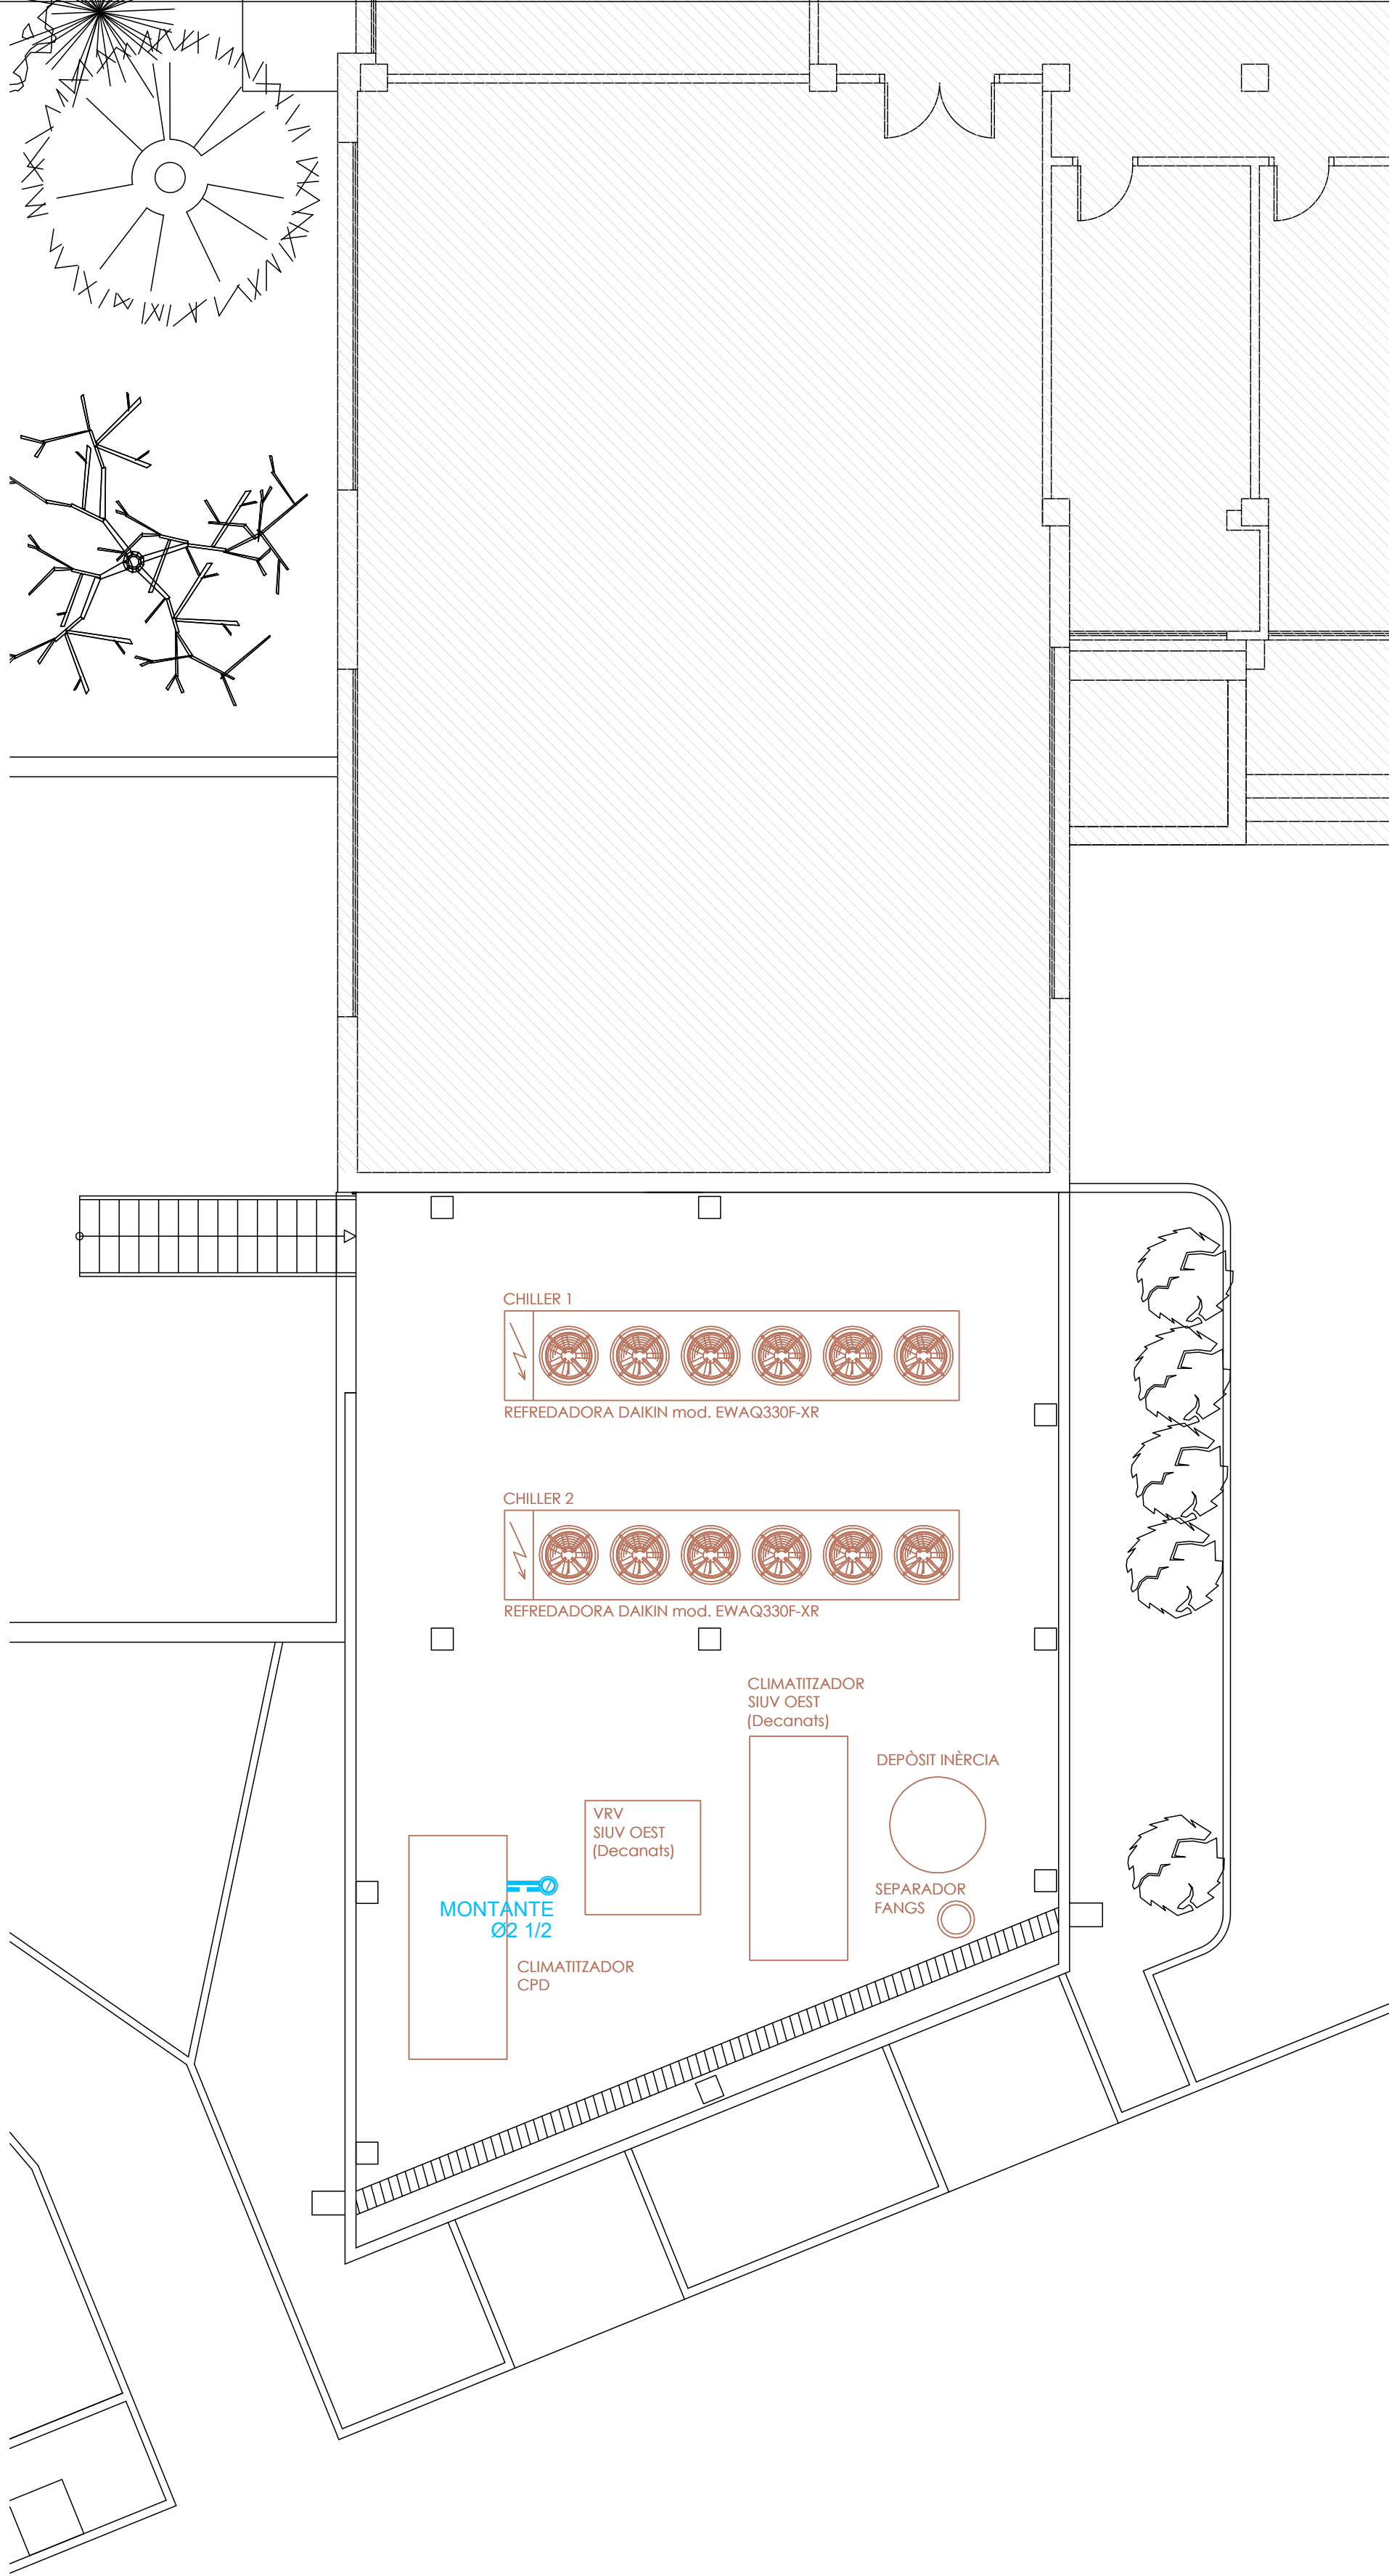 CHILLER 1
REFREDADORA DAIKIN mod. EWAQ330F-XR
CHILLER 2
REFREDADORA DAIKIN mod. EWAQ330F-XR
CLIMATITZADOR
SIUV OEST
(Decanats)
DEPÒSIT INÈRCIA
VRV
SIUV OEST
(Decanats)
SEPARADOR
FANGS
MONTANTE
Ø2 1/2
CLIMATITZADOR
CPD